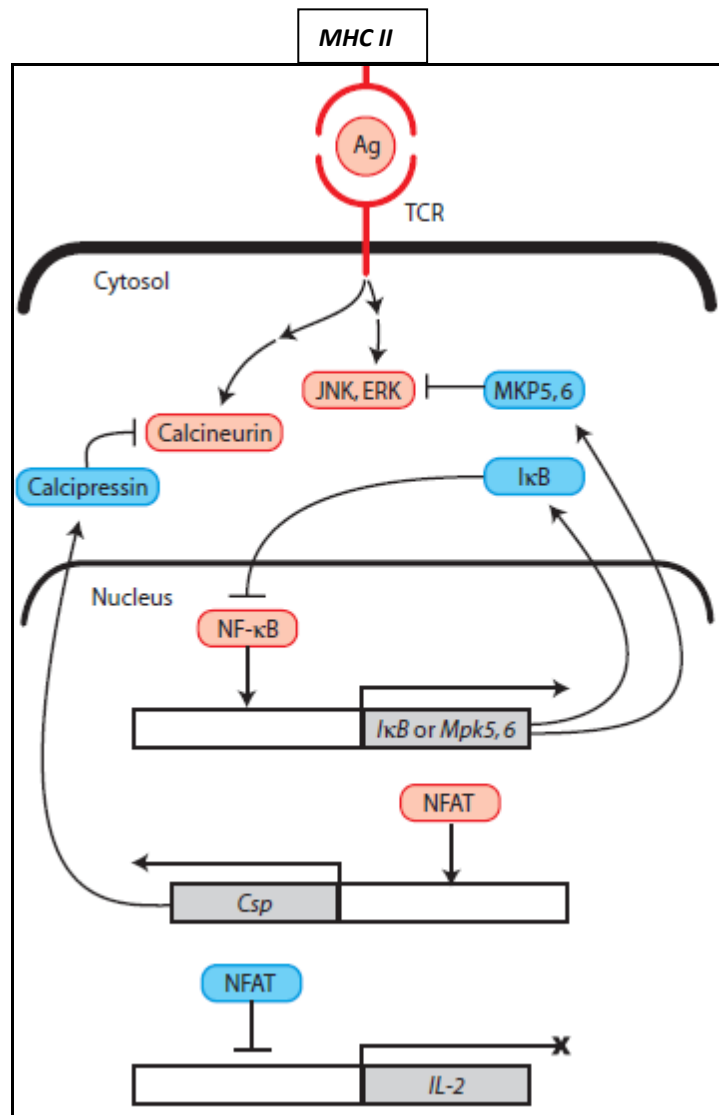 MHC II
Ag
TCR
Cytosol
JNK, ERK
MKP5, 6
Calcineurin
Calcipressin
IκB
Nucleus
NF-κB
IκB or Mpk5, 6
NFAT
Csp
NFAT
x
IL-2